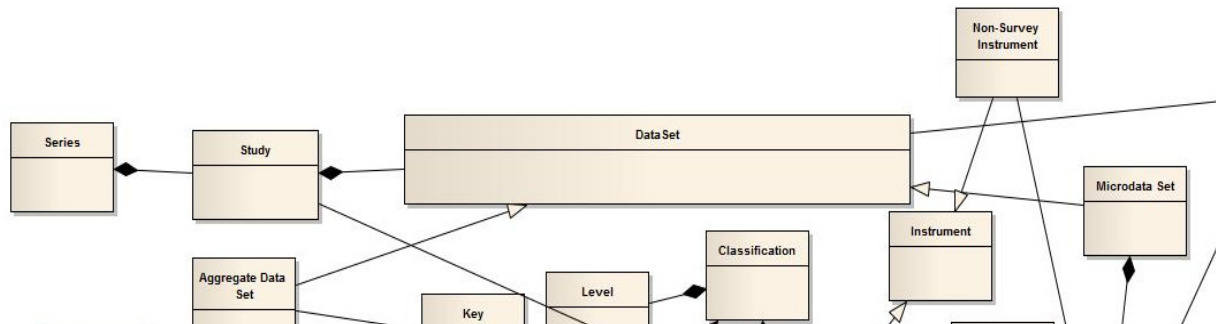 Non-Survey
Instrument
Series
Study
DataSet
Microdata Set
Instrument
Classification
Aggregate Data
Set
Level
Key